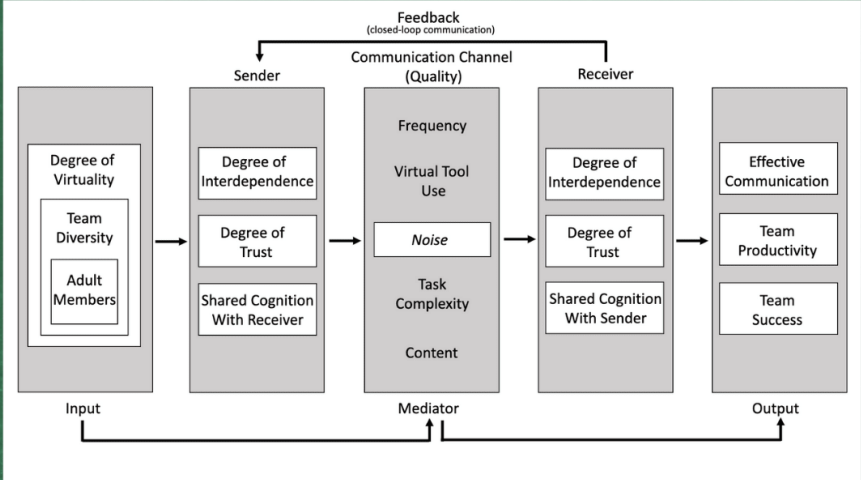 Feedback
(closed-loop communication)
Communication Channel
(Quality)
Sender
Receiver
Degree of
Virtuality
Team
Diversity
Adult
Members
Degree of
Interdependence
Degree of
Trust
Shared Cognition
With Receiver
Frequency
Virtual Tool
Use
Noise
Task
Complexity
Content
Degree of
Interdependence
Degree of
Trust
Shared Cognition
With Sender
Effective
Communication
Team
Productivity
Team
Success
Input
Mediator
Output